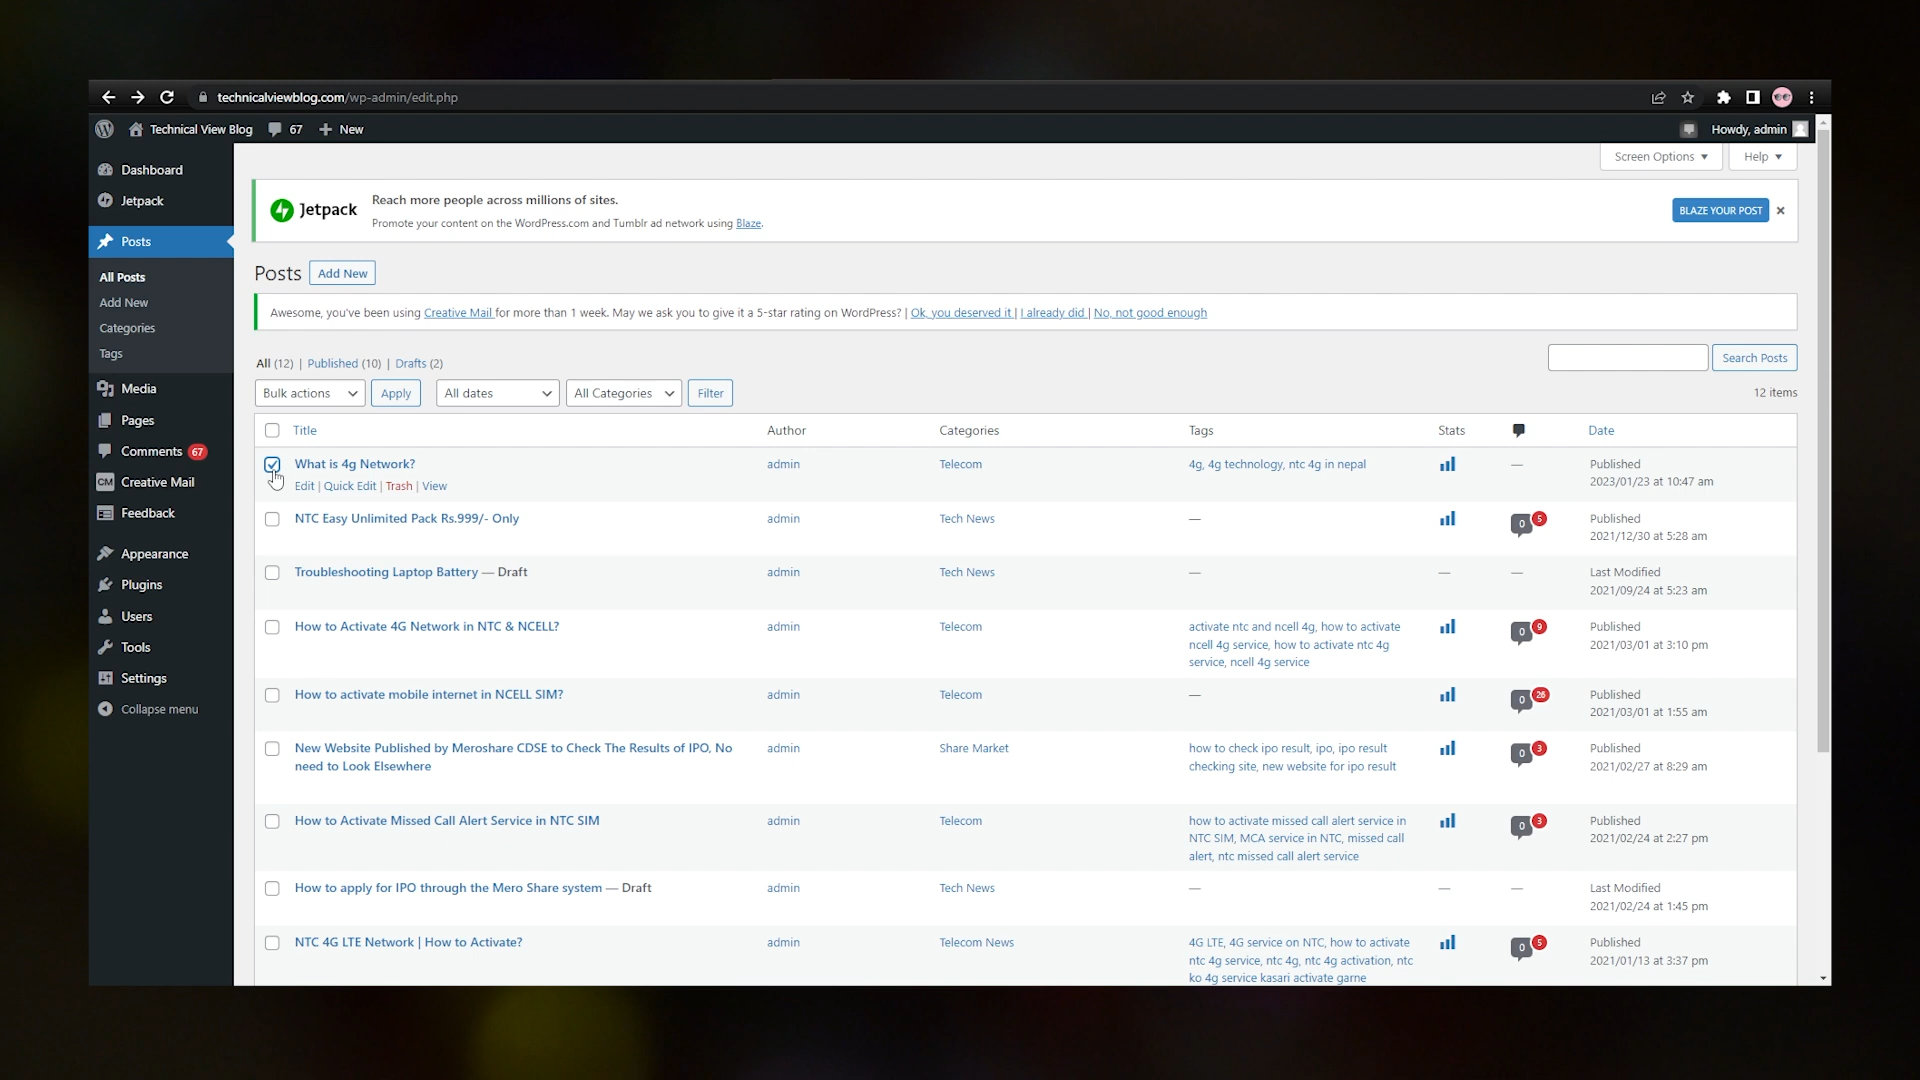 technicalviewblog.com/wp-admin/edit.php
Technical View Blog 67 + New Howdy, admin
Screen Options Help
Dashboard
Jetpack
Posts
All Posts
Add New
Categories
Tags
Media
Pages
Comments 67
CM Creative Mail
Feedback
Appearance
Plugins
Users
Tools
Settings
Collapse menu
Jetpack
Reach more people across millions of sites.
Promote your content on the WordPress.com and Tumblr ad network using Blaze.
BLAZE YOUR POST
Posts Add New
Awesome, you've been using Creative Mail for more than 1 week. May we ask you to give it a 5-star rating on WordPress? | Ok, you deserved it | I already did | No, not good enough
All (12) | Published (10) | Drafts (2)
Search Posts
Bulk actions Apply All dates All Categories Filter
12 items
Title Author Categories Tags Stats Date
What is 4g Network? admin Telecom 4g, 4g technology, ntc 4g in nepal — Published
2023/01/23 at 10:47 am
Edit | Quick Edit | Trash | View
NTC Easy Unlimited Pack Rs.999/- Only admin Tech News — 0 5 Published
2021/12/30 at 5:28 am
Troubleshooting Laptop Battery — Draft admin Tech News — — — Last Modified
2021/09/24 at 5:23 am
How to Activate 4G Network in NTC & NCELL? admin Telecom activate ntc and ncell 4g, how to activate 0 9 Published
ncell 4g service, how to activate ntc 4g 2021/03/01 at 3:10 pm
service, ncell 4g service
How to activate mobile internet in NCELL SIM? admin Telecom — 0 26 Published
2021/03/01 at 1:55 am
New Website Published by Meroshare CDSE to Check The Results of IPO, No admin Share Market how to check ipo result, ipo, ipo result 0 3 Published
need to Look Elsewhere checking site, new website for ipo result 2021/02/27 at 8:29 am
How to Activate Missed Call Alert Service in NTC SIM admin Telecom how to activate missed call alert service in 0 3 Published
NTC SIM, MCA service in NTC, missed call 2021/02/24 at 2:27 pm
alert, ntc missed call alert service
How to apply for IPO through the Mero Share system — Draft admin Tech News — — — Last Modified
2021/02/24 at 1:45 pm
NTC 4G LTE Network | How to Activate? admin Telecom News 4G LTE, 4G service on NTC, how to activate 0 5 Published
ntc 4g service, ntc 4g, ntc 4g activation, ntc 2021/01/13 at 3:37 pm
ko 4g service kasari activate garne